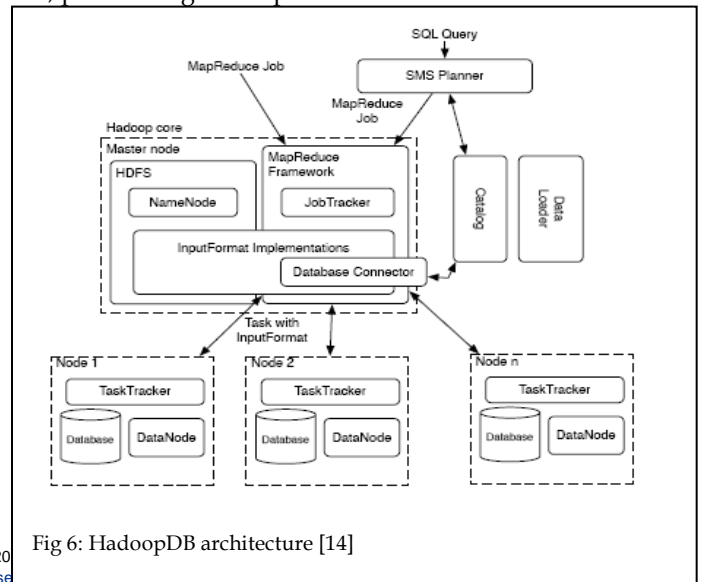 SQL Query
SMS Planner
MapReduce Job
MapReduce
Job
Hadoop core
Master node
HDFS
MapReduce
Framework
NameNode
JobTracker
InputFormat Implementations
Database Connector
Catalog
Data
Loader
Task with
InputFormat
Node 1
TaskTracker
Database
DataNode
Node 2
TaskTracker
Database
DataNode
Node n
TaskTracker
Database
DataNode
Fig 6: HadoopDB architecture [14]